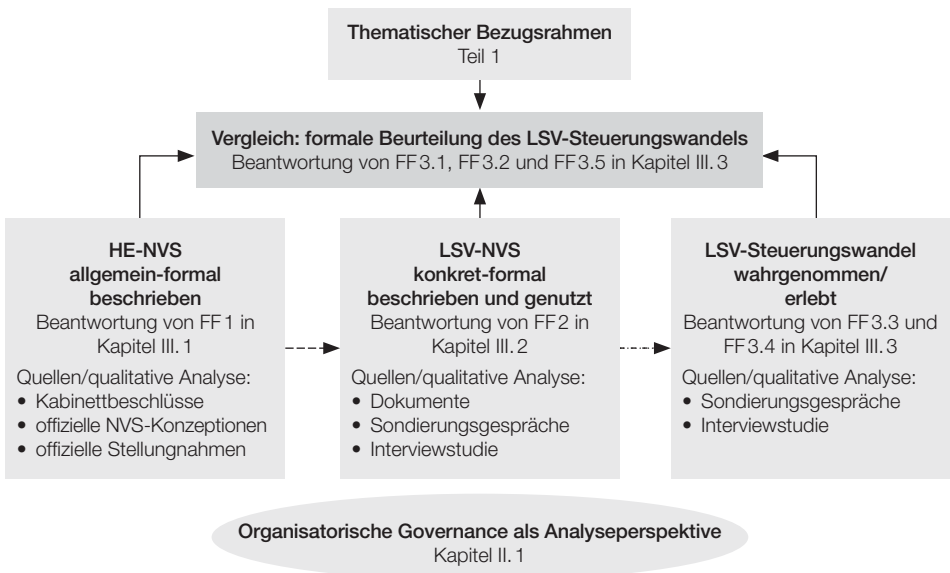 Thematischer Bezugsrahmen
Teil 1
Vergleich: formale Beurteilung des LSV-Steuerungswandels
Beantwortung von FF 3.1, FF 3.2 und FF 3.5 in Kapitel III. 3
HE-NVS
allgemein-formal
beschrieben
Beantwortung von FF 1 in
Kapitel III. 1
Quellen/qualitative Analyse:
• Kabinettbeschlüsse
• offizielle NVS-Konzeptionen
• offizielle Stellungnahmen
LSV-NVS
konkret-formal
beschrieben und genutzt
Beantwortung von FF 2 in
Kapitel III. 2
Quellen/qualitative Analyse:
• Dokumente
• Sondierungsgespräche
• Interviewstudie
LSV-Steuerungswandel
wahrgenommen/
erlebt
Beantwortung von FF 3.3 und
FF 3.4 in Kapitel III. 3
Quellen/qualitative Analyse:
• Sondierungsgespräche
• Interviewstudie
Organisatorische Governance als Analyseperspektive
Kapitel II. 1